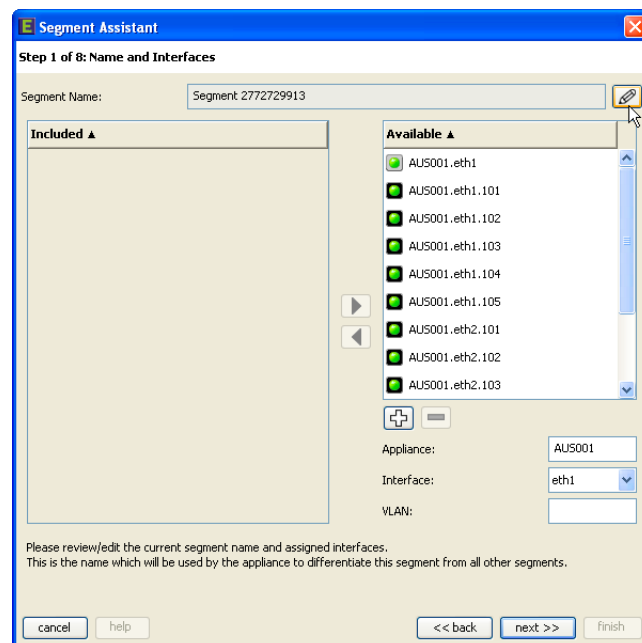 E Segment Assistant
Step 1 of 8: Name and Interfaces
Segment Name: Segment 2772729913
Included ▲
Available ▲
AUS001.eth1
AUS001.eth1.101
AUS001.eth1.102
AUS001.eth1.103
AUS001.eth1.104
AUS001.eth1.105
AUS001.eth2.101
AUS001.eth2.102
AUS001.eth2.103
Appliance: AUS001
Interface: eth1
VLAN:
Please review/edit the current segment name and assigned interfaces.
This is the name which will be used by the appliance to differentiate this segment from all other segments.
cancel help << back next >> finish